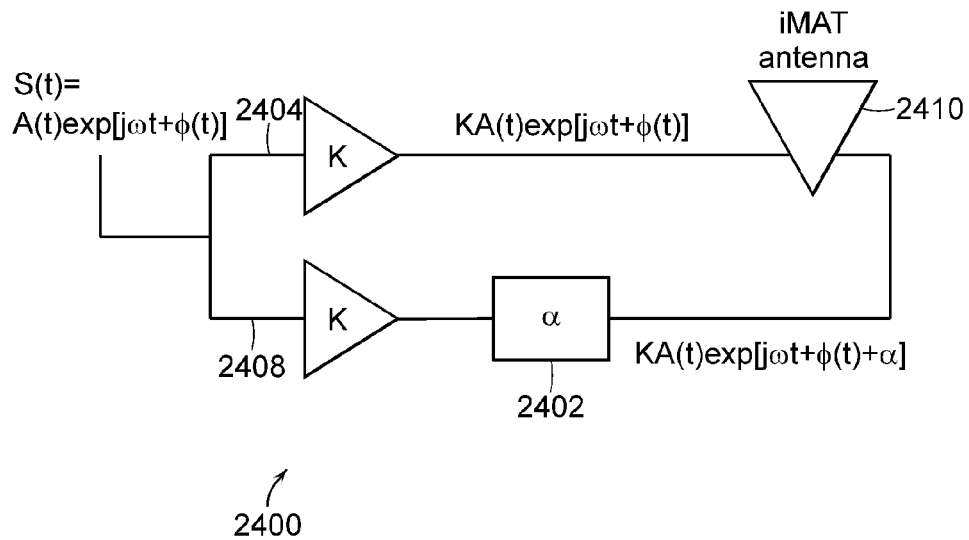 iMAT
antenna
S(t)=
A(t)exp[jωt+ϕ(t)]
2404
K
KA(t)exp[jωt+ϕ(t)]
2410
K
α
2408
2402
KA(t)exp[jωt+ϕ(t)+α]
2400